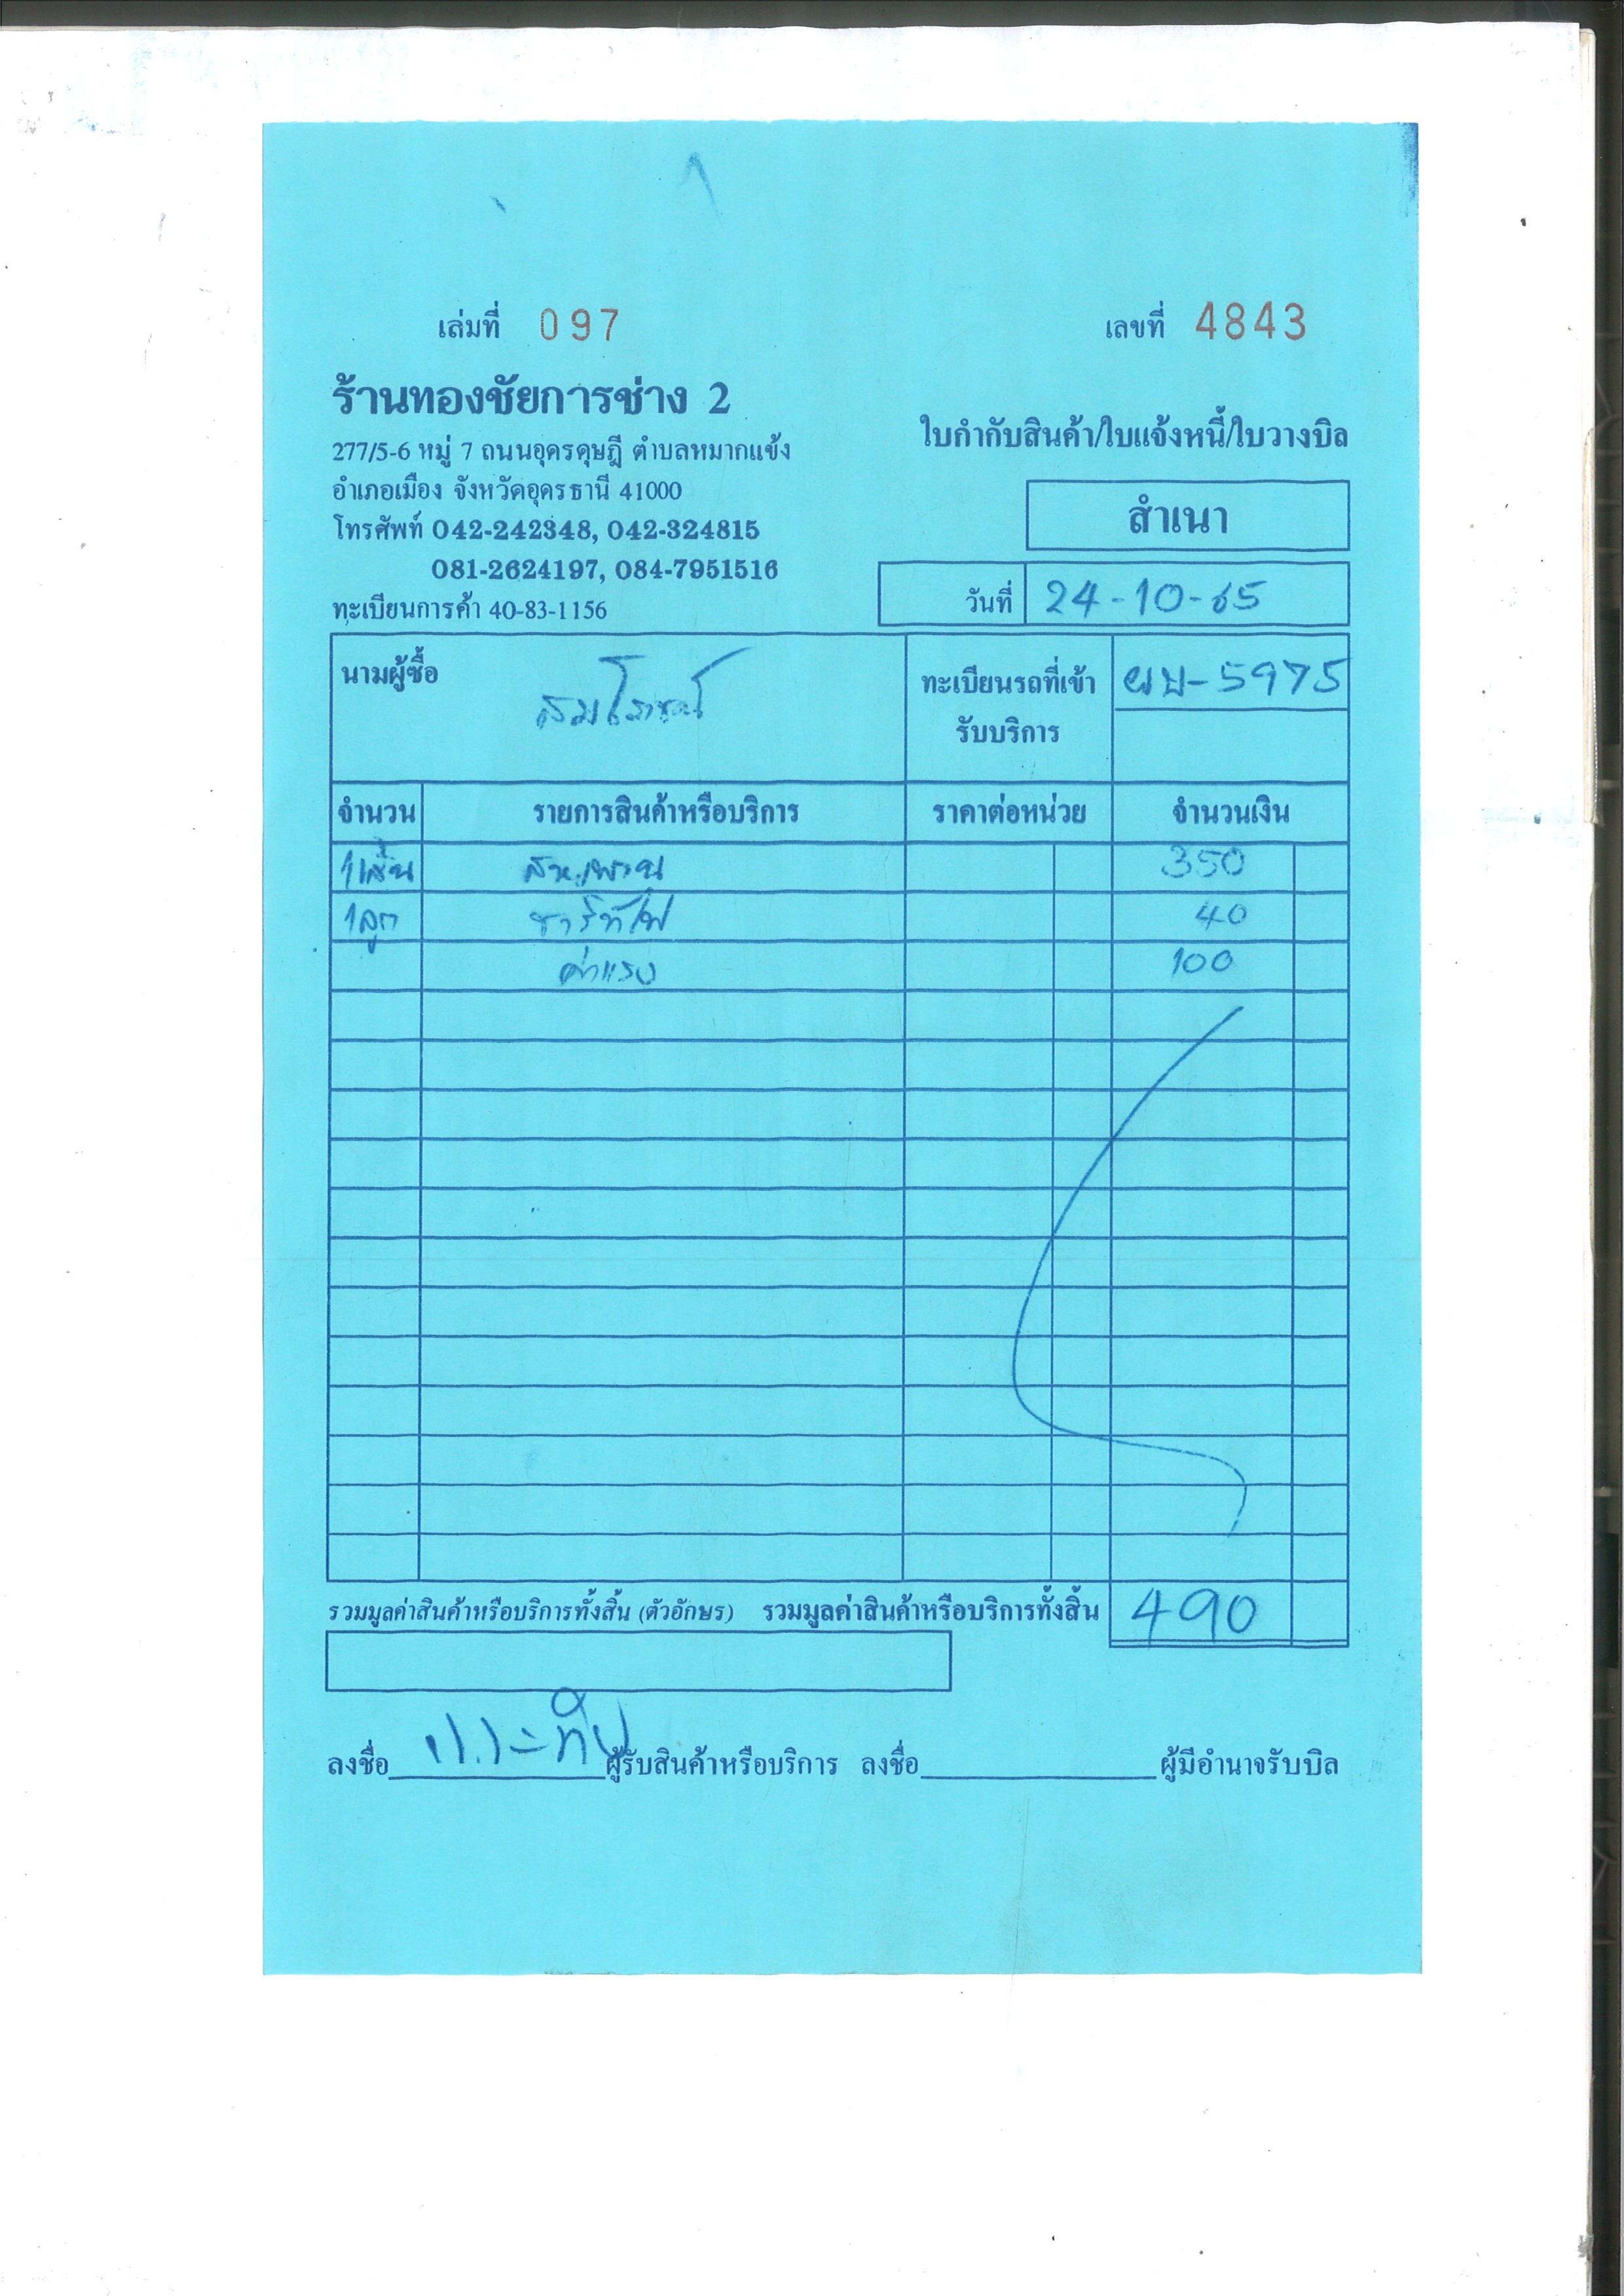 เล่มที่ 097 เลขที่ 4843
ร้านทองชัยการช่าง 2
ใบกำกับสินค้า/ใบแจ้งหนี้/ใบวางบิล
277/5-6 หมู่ 7 ถนนอุดรดุษฎี ตำบลหมากแข้ง
อำเภอเมือง จังหวัดอุดรธานี 41000
สำเนา
โทรศัพท์ 042-242348, 042-324815
081-2624197, 084-7951516
วันที่ 24-10-65
ทะเบียนการค้า 40-83-1156
นามผู้ซื้อ
ทะเบียนรถที่เข้า 5975
รับบริการ
จำนวน รายการสินค้าหรือบริการ ราคาต่อหน่วย จำนวนเงิน
1เส้น 350
1ลูก 40
ค่าแรง 100
รวมมูลค่าสินค้าหรือบริการทั้งสิ้น (ตัวอักษร) รวมมูลค่าสินค้าหรือบริการทั้งสิ้น 490
ลงชื่อ ผู้รับสินค้าหรือบริการ ลงชื่อ ผู้มีอำนาจรับบิล